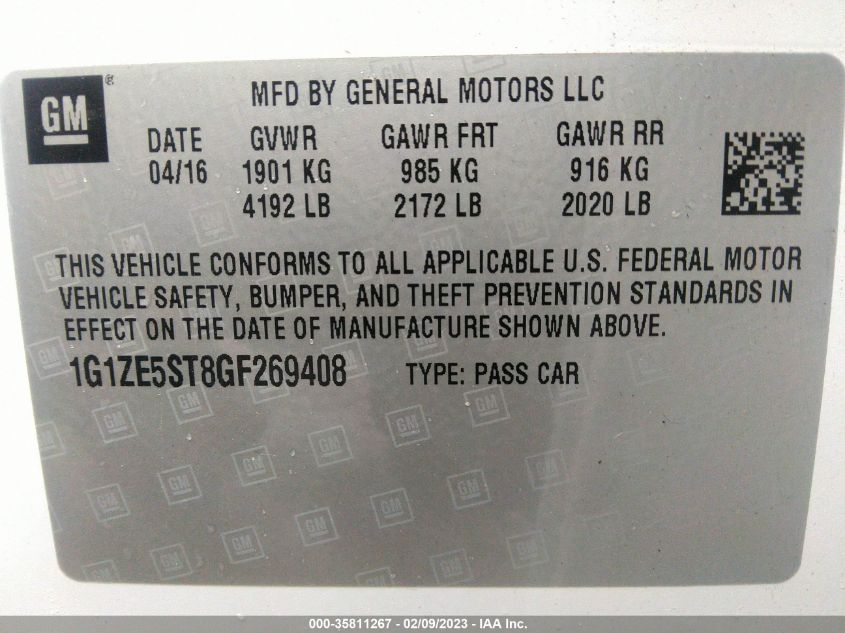 GM®
MFD BY GENERAL MOTORS LLC
DATE GVWR GAWR FRT GAWR RR
04/16 1901 KG 985 KG 916 KG
4192 LB 2172 LB 2020 LB
THIS VEHICLE CONFORMS TO ALL APPLICABLE U.S. FEDERAL MOTOR
VEHICLE SAFETY, BUMPER, AND THEFT PREVENTION STANDARDS IN
EFFECT ON THE DATE OF MANUFACTURE SHOWN ABOVE.
1G1ZE5ST8GF269408 TYPE: PASS CAR
000-35811267 - 02/09/2023 - IAA Inc.